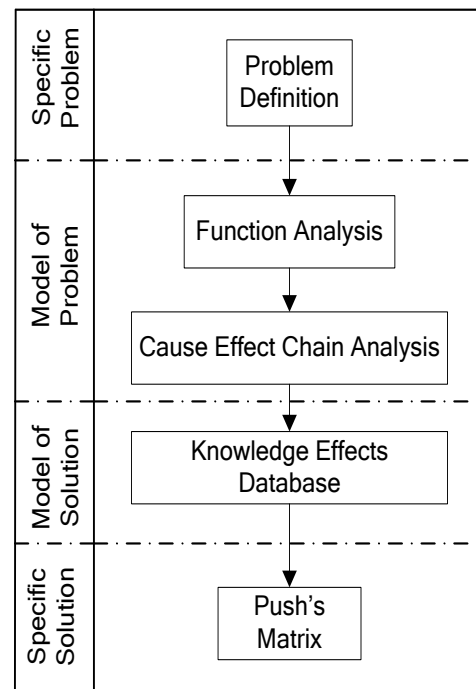 Specific
Problem
Problem
Definition
Model of
Problem
Function Analysis
Cause Effect Chain Analysis
Model of
Solution
Knowledge Effects
Database
Specific
Solution
Push's
Matrix